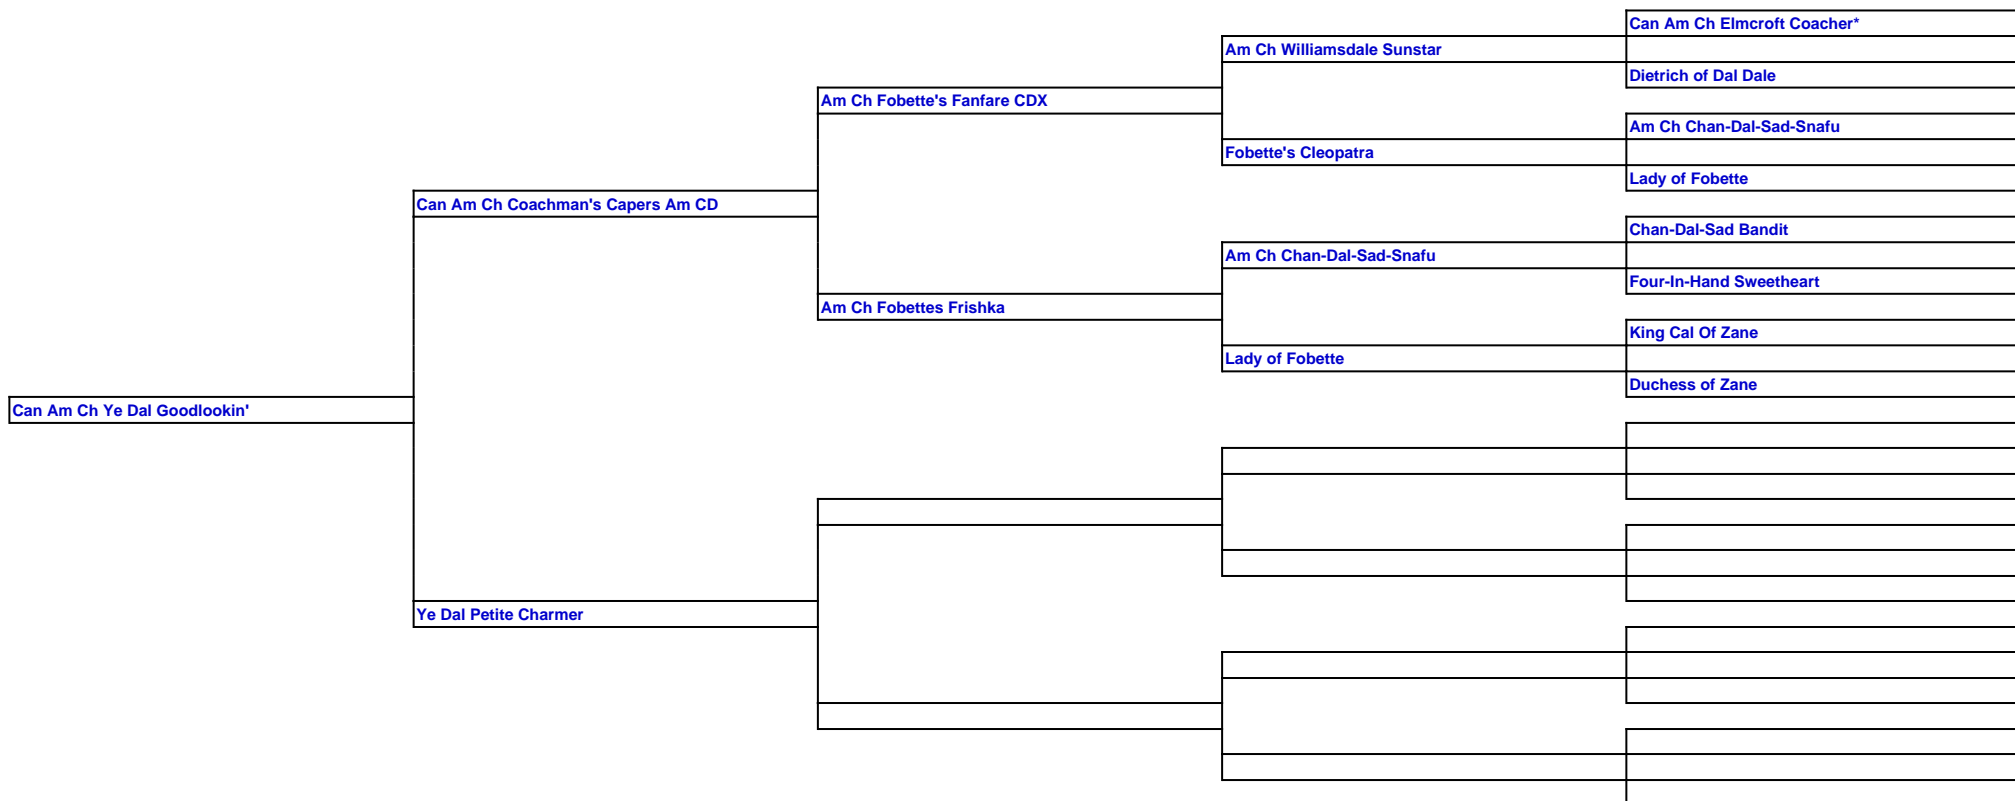 Can Am Ch Elmcroft Coacher*
Am Ch Williamsdale Sunstar
Dietrich of Dal Dale
Am Ch Fobette's Fanfare CDX
Am Ch Chan-Dal-Sad-Snafu
Fobette's Cleopatra
Lady of Fobette
Can Am Ch Coachman's Capers Am CD
Chan-Dal-Sad Bandit
Am Ch Chan-Dal-Sad-Snafu
Four-In-Hand Sweetheart
Am Ch Fobettes Frishka
King Cal Of Zane
Lady of Fobette
Duchess of Zane
Can Am Ch Ye Dal Goodlookin'
Ye Dal Petite Charmer